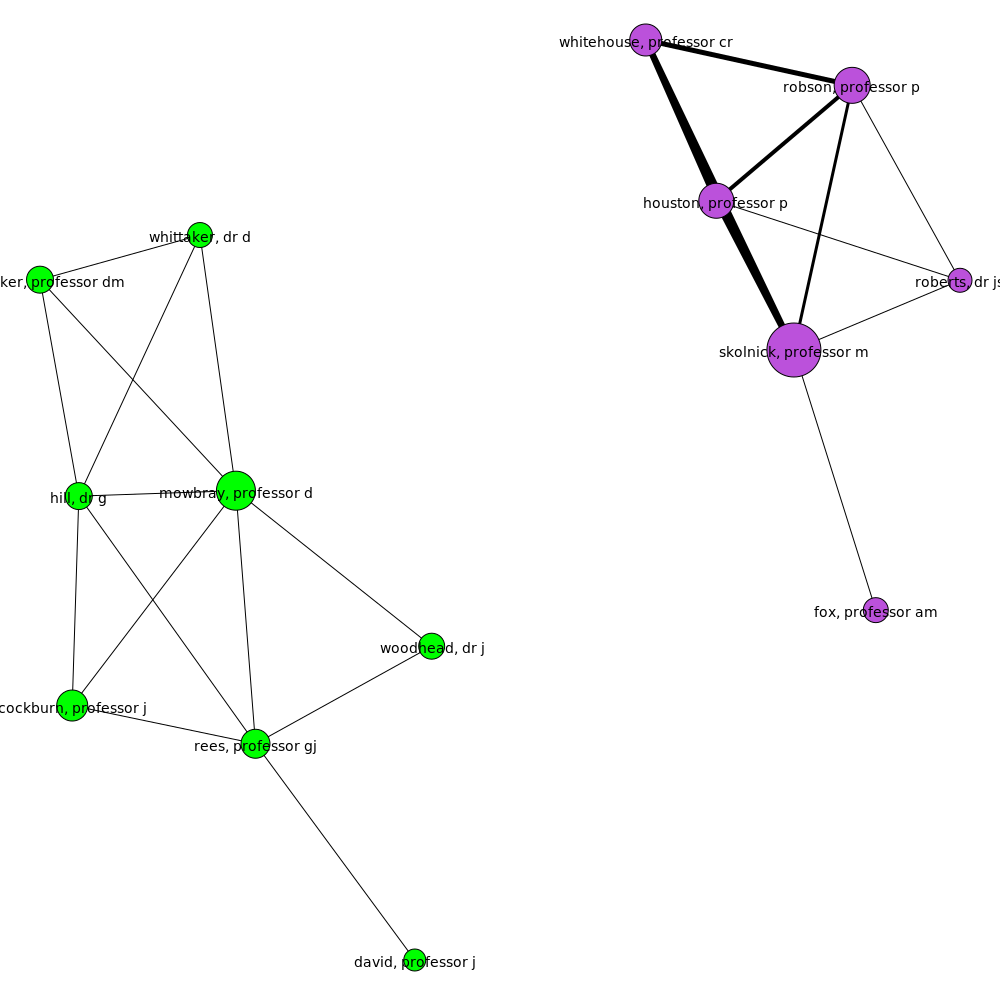 whitehouse, professor cr
robson, professor p
houston, professor p
whittaker, dr d
ker, professor dm
roberts, dr js
skolnick, professor m
hill, dr g
mowbray, professor d
fox, professor am
woodhead, dr j
cockburn, professor j
rees, professor gj
david, professor j